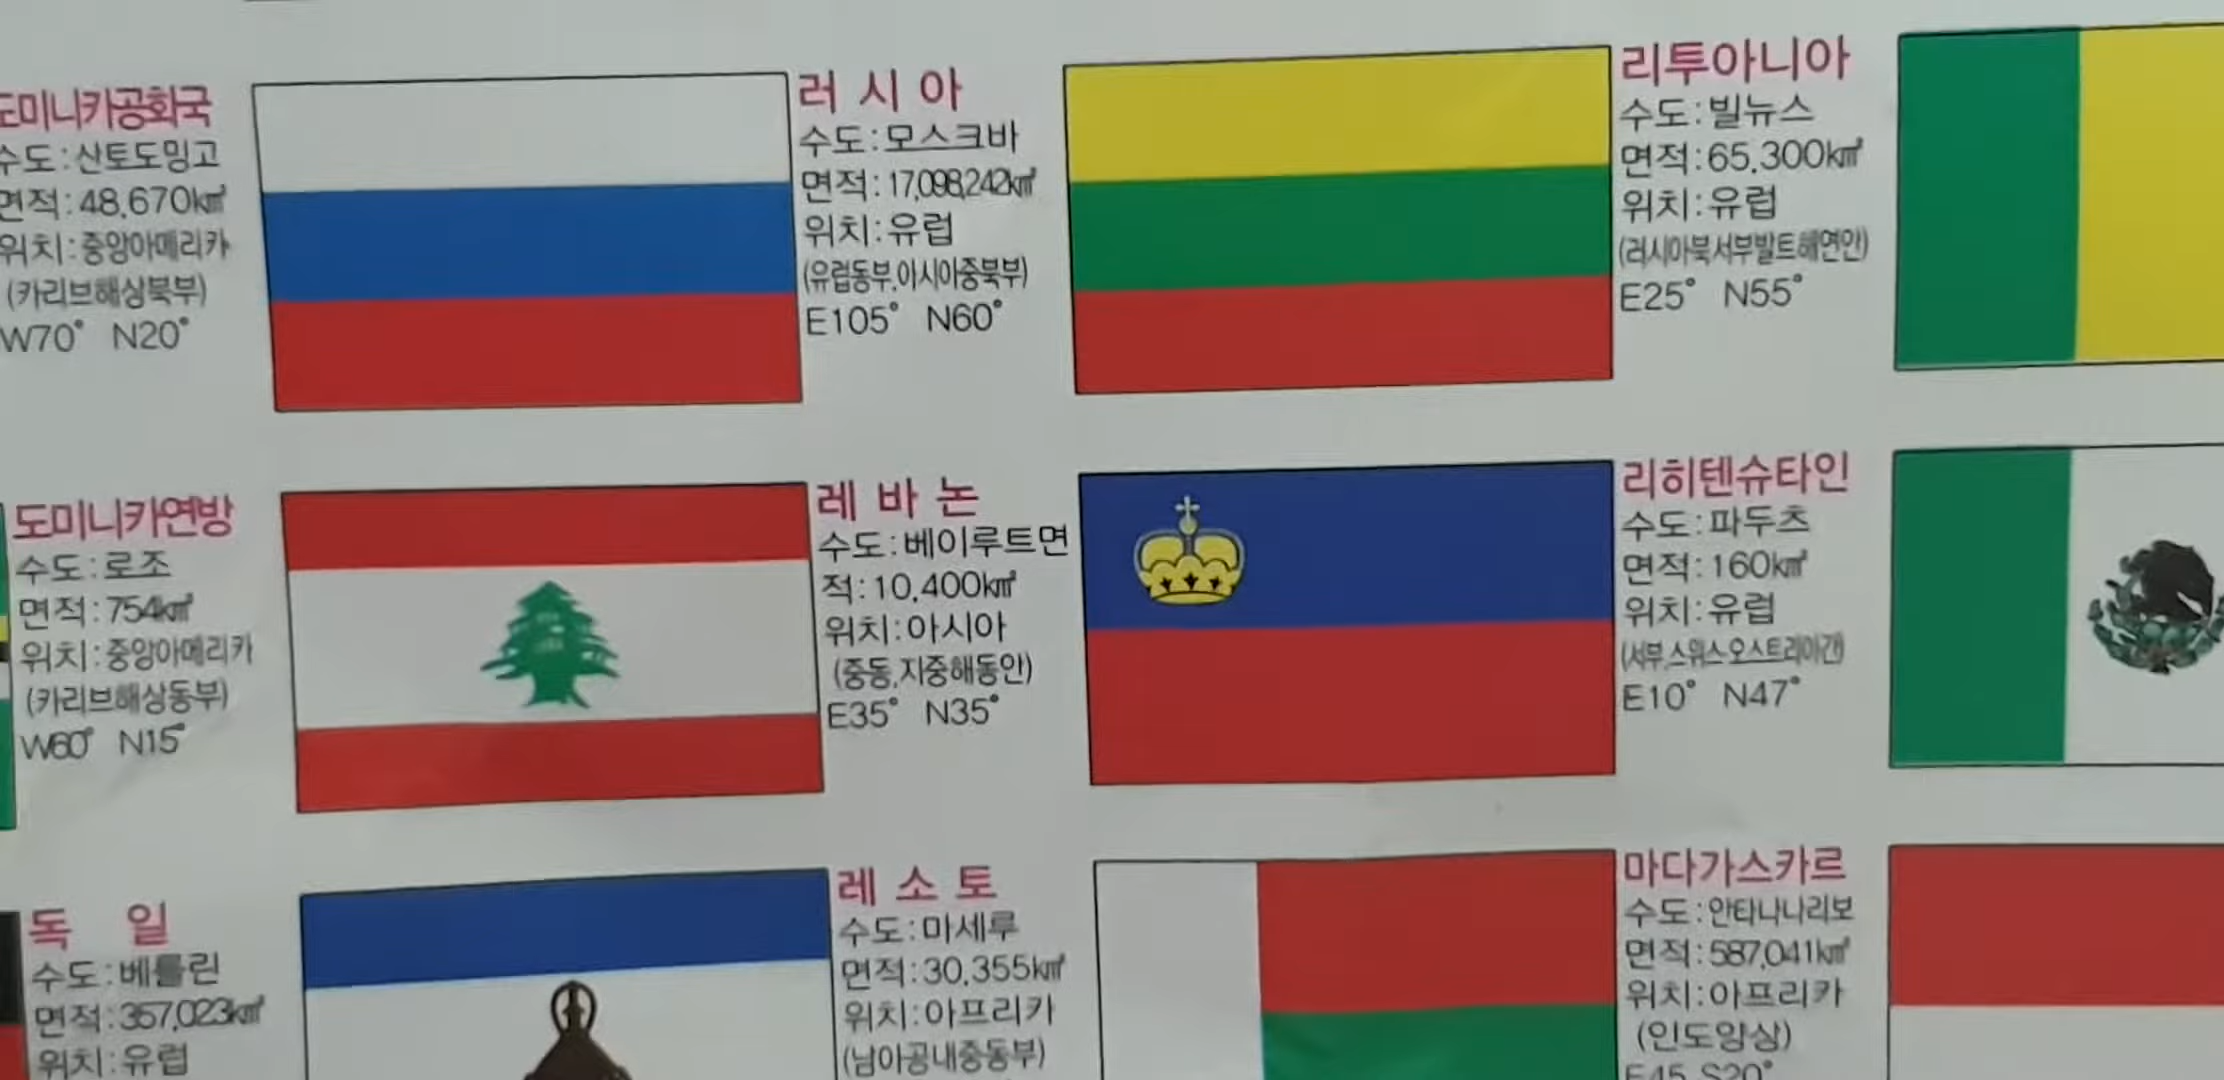 도미니카공화국
수도:산토도밍고
면적:48,670㎢
위치:중앙아메리카
(카리브해상북부)
W70° N20°
러 시 아
수도:모스크바
면적:17,098,242㎢
위치:유럽
(유럽동부,아시아중북부)
E105° N60°
리투아니아
수도:빌뉴스
면적:65,300㎢
위치:유럽
(러시아북서부발트해연안)
E25° N55°
도미니카연방
수도:로조
면적:754㎢
위치:중앙아메리카
(카리브해상동부)
W60° N15°
레 바 논
수도:베이루트면
적:10,400㎢
위치:아시아
(중동,지중해동안)
E35° N35°
리히텐슈타인
수도:파두츠
면적:160㎢
위치:유럽
(서부,스위스오스트리아간)
E10° N47°
독 일
수도:베를린
면적:357,023㎢
위치:유럽
레 소 토
수도:마세루
면적:30,355㎢
위치:아프리카
(남아공내중동부)
마다가스카르
수도:안타나나리보
면적:587,041㎢
위치:아프리카
(인도양상)
E45 S20°